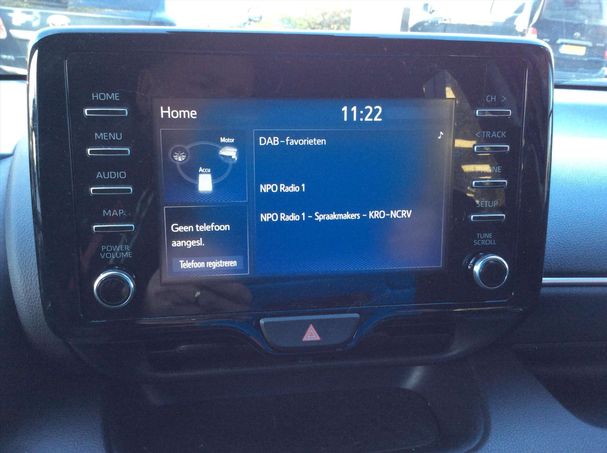 HOME
MENU
AUDIO
MAP
POWER
VOLUME
Home
11:22
Motor
Accu
Geen telefoon
aangesl.
Telefoon registreren
DAB-favorieten
NPO Radio 1
NPO Radio 1 - Spraakmakers - KRO-NCRV
CH >
< TRACK
PHONE
SETUP
TUNE
SCROLL